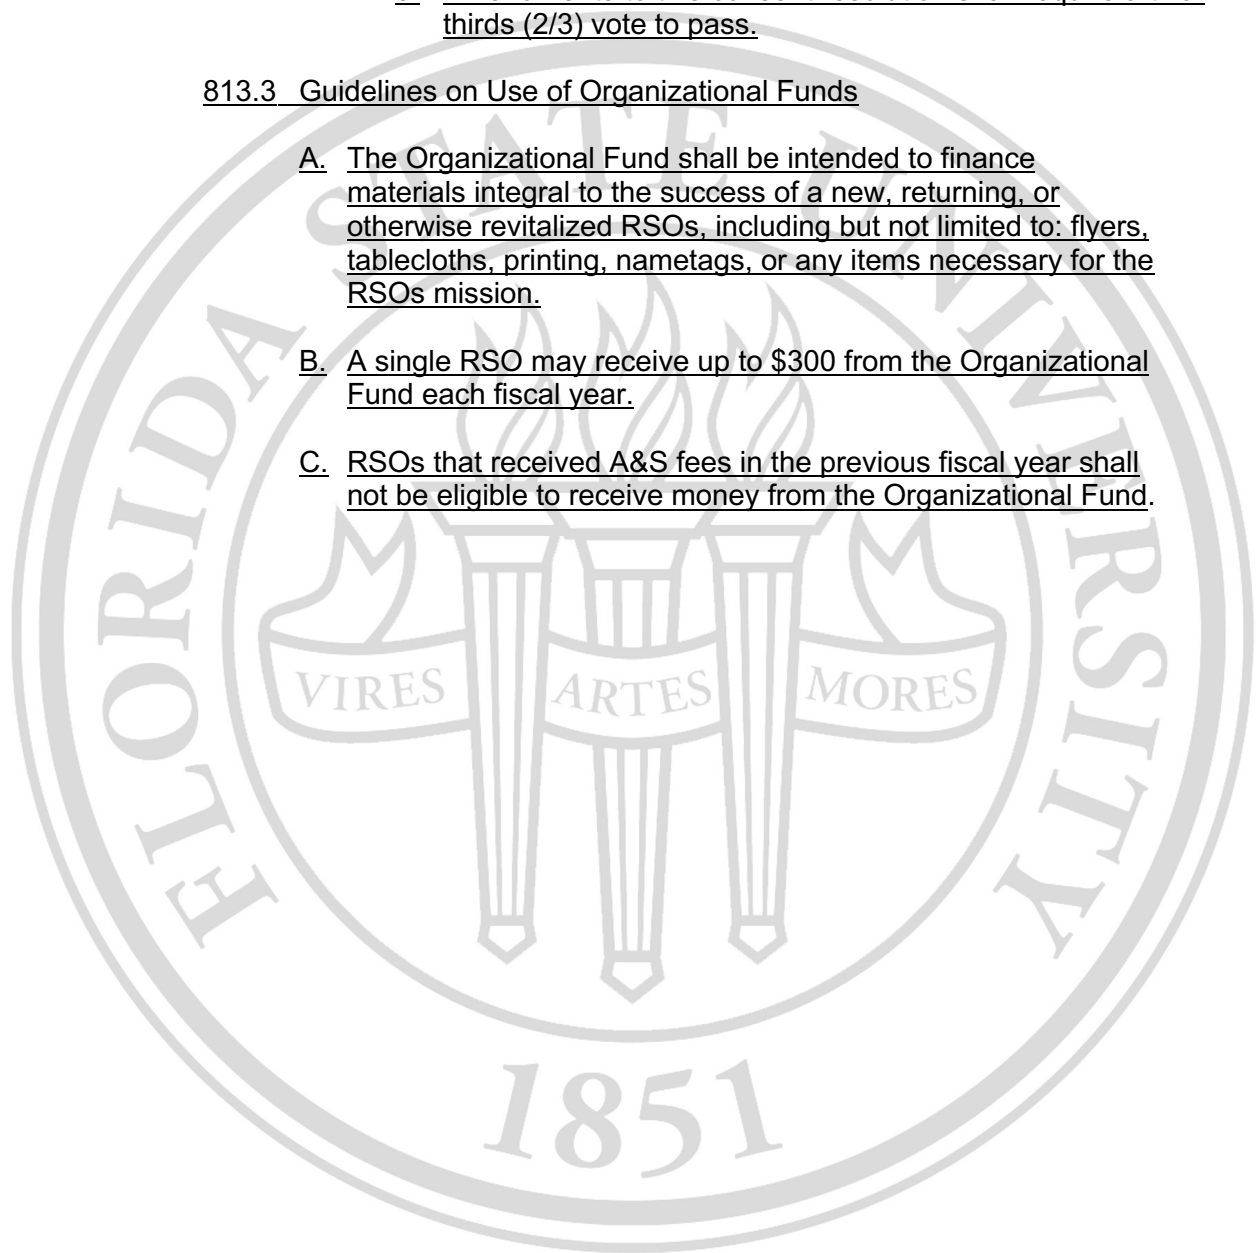 thirds (2/3) vote to pass.
813.3 Guidelines on Use of Organizational Funds
A. The Organizational Fund shall be intended to finance
materials integral to the success of a new, returning, or
otherwise revitalized RSOs, including but not limited to: flyers,
tablecloths, printing, nametags, or any items necessary for the
RSOs mission.
B. A single RSO may receive up to $300 from the Organizational
Fund each fiscal year.
C. RSOs that received A&S fees in the previous fiscal year shall
not be eligible to receive money from the Organizational Fund.
FLORIDA STATE UNIVERSITY
VIRES ARTES MORES
1851